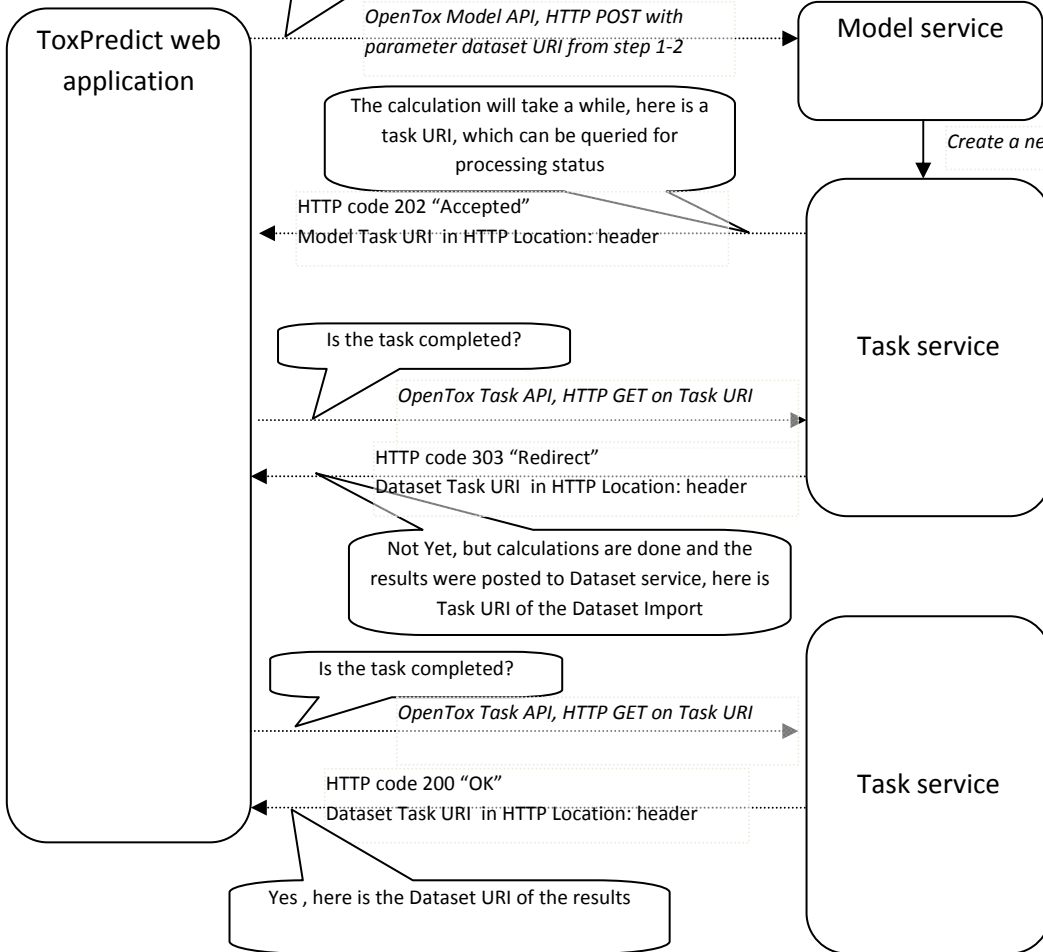 ToxPredict web
application
OpenTox Model API, HTTP POST with
parameter dataset URI from step 1-2
Model service
The calculation will take a while, here is a
task URI, which can be queried for
processing status
Create a ne
HTTP code 202 “Accepted”
Model Task URI  in HTTP Location: header
Is the task completed?
Task service
OpenTox Task API, HTTP GET on Task URI
HTTP code 303 “Redirect”
Dataset Task URI  in HTTP Location: header
Not Yet, but calculations are done and the
results were posted to Dataset service, here is
Task URI of the Dataset Import
Is the task completed?
OpenTox Task API, HTTP GET on Task URI
HTTP code 200 “OK”
Dataset Task URI  in HTTP Location: header
Task service
Yes , here is the Dataset URI of the results